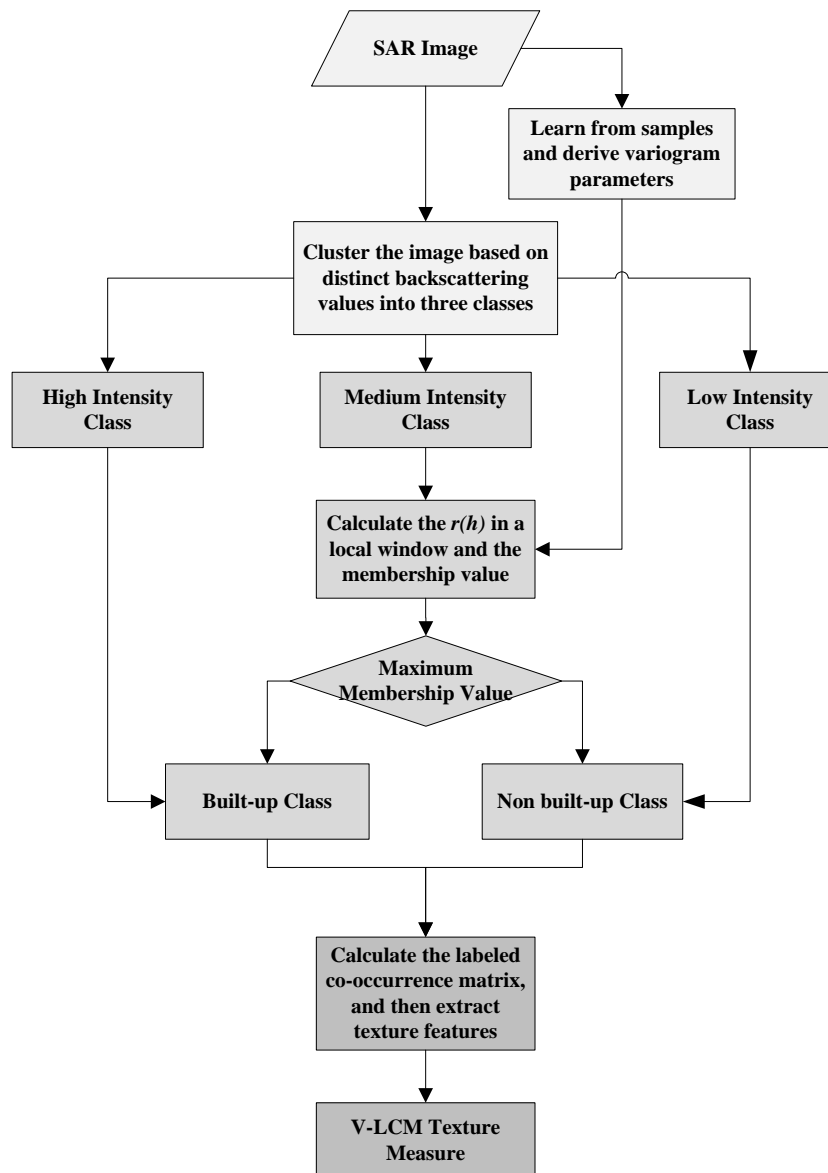 SAR Image
Learn from samples
and derive variogram
parameters
Cluster the image based on
distinct backscattering
values into three classes
High Intensity
Class
Medium Intensity
Class
Low Intensity
Class
Calculate the r(h) in a
local window and the
membership value
Maximum
Membership Value
Built-up Class
Non built-up Class
Calculate the labeled
co-occurrence matrix,
and then extract
texture features
V-LCM Texture
Measure